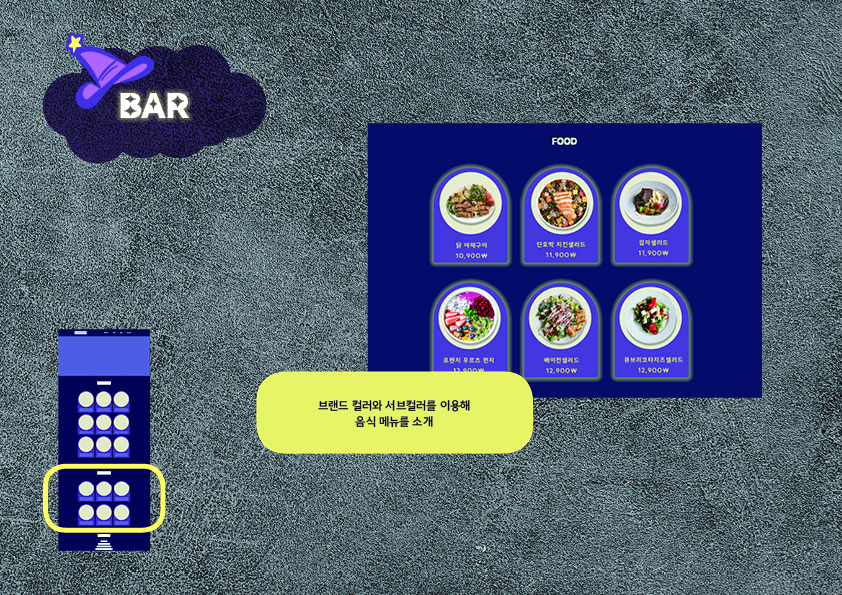 BAR
FOOD
닭 야채구이
10,900₩
단호박 치킨샐러드
11,900₩
감자샐러드
11,900₩
프렌치 후르츠 펀치
12,900₩
베이컨샐러드
12,900₩
큐브리코타치즈샐러드
12,900₩
브랜드 컬러와 서브컬러를 이용해
음식 메뉴를 소개